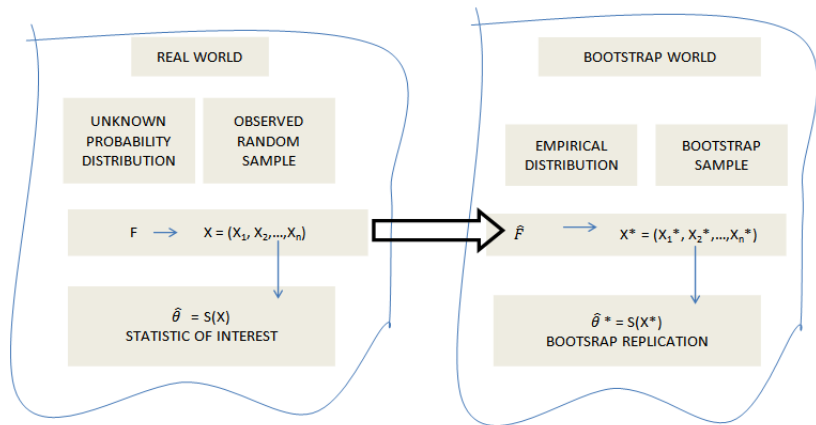 REAL WORLD
UNKNOWN
PROBABILITY
DISTRIBUTION
OBSERVED
RANDOM
SAMPLE
F → X = (X₁, X₂,...,Xₙ)
θ̂ = S(X)
STATISTIC OF INTEREST
BOOTSTRAP WORLD
EMPIRICAL
DISTRIBUTION
BOOTSTRAP
SAMPLE
F̂ → X* = (X₁*, X₂*,...,Xₙ*)
θ̂ * = S(X*)
BOOTSRAP REPLICATION